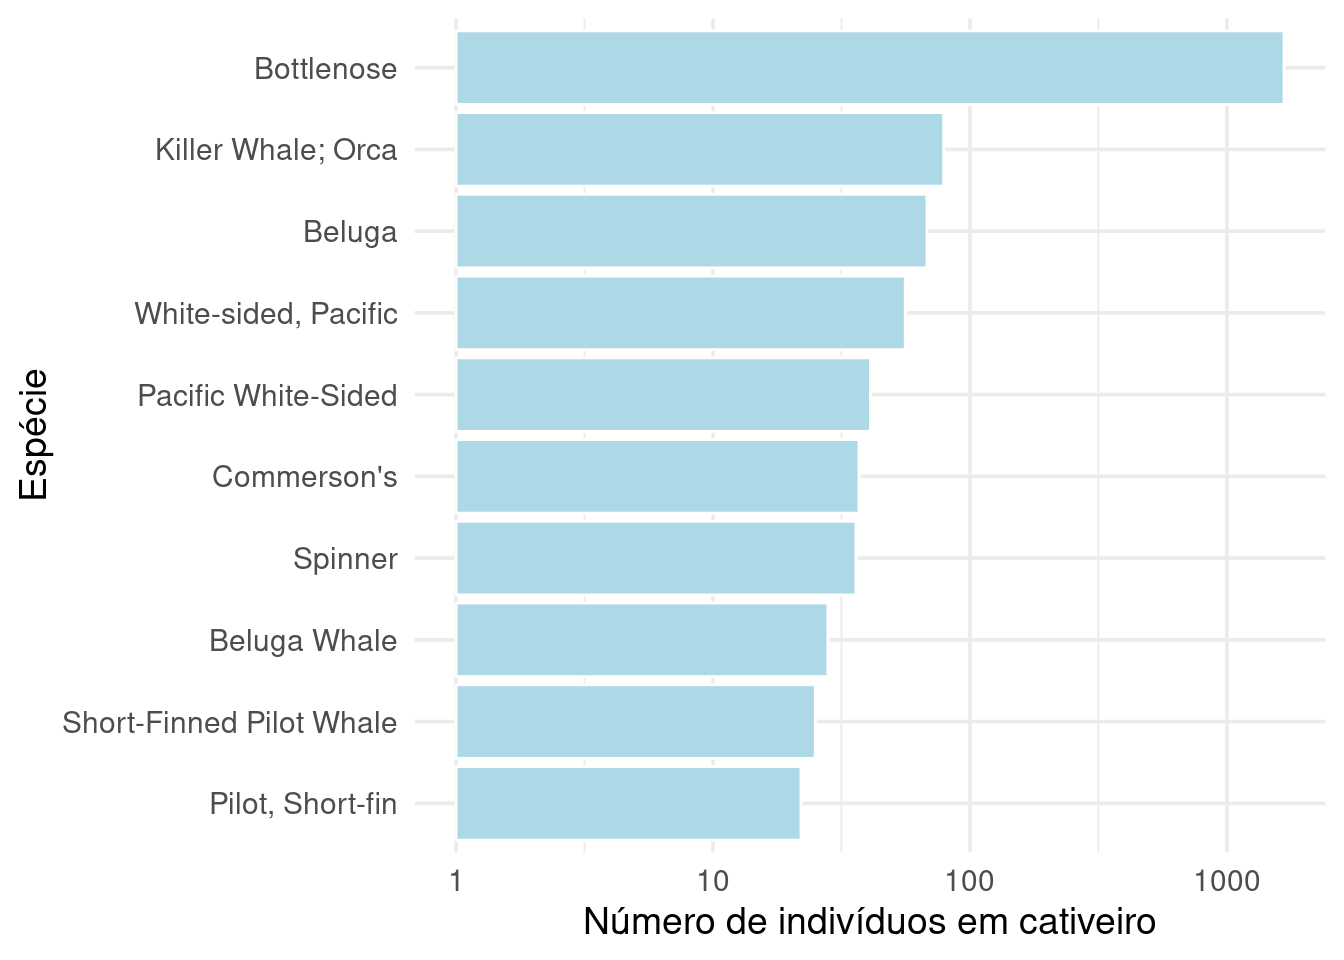 Bottlenose
Killer Whale; Orca
Beluga
White-sided, Pacific
Pacific White-Sided
Commerson's
Spinner
Beluga Whale
Short-Finned Pilot Whale
Pilot, Short-fin
Espécie
1 10 100 1000
Número de indivíduos em cativeiro